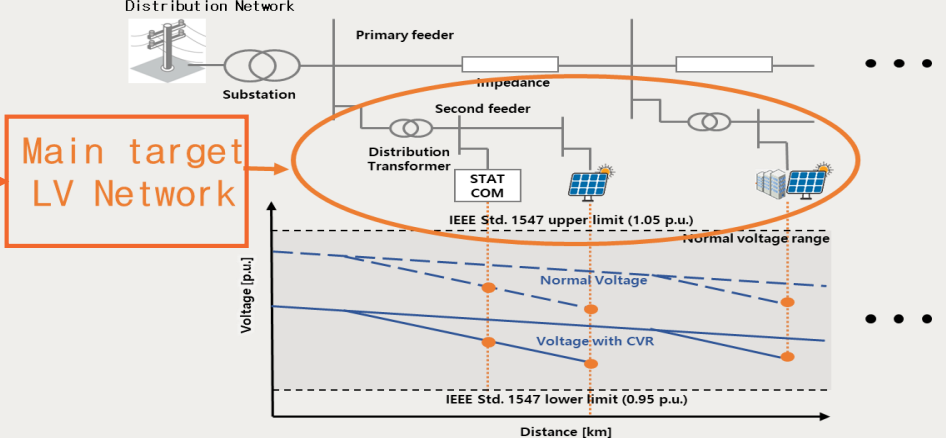 Distribution Network
Primary feeder
Impedance
Substation
Second feeder
Distribution
Transformer
STAT
COM
Main target
LV Network
IEEE Std. 1547 upper limit (1.05 p.u.)
Normal voltage range
Voltage [p.u.]
Normal Voltage
Voltage with CVR
IEEE Std. 1547 lower limit (0.95 p.u.)
Distance [km]